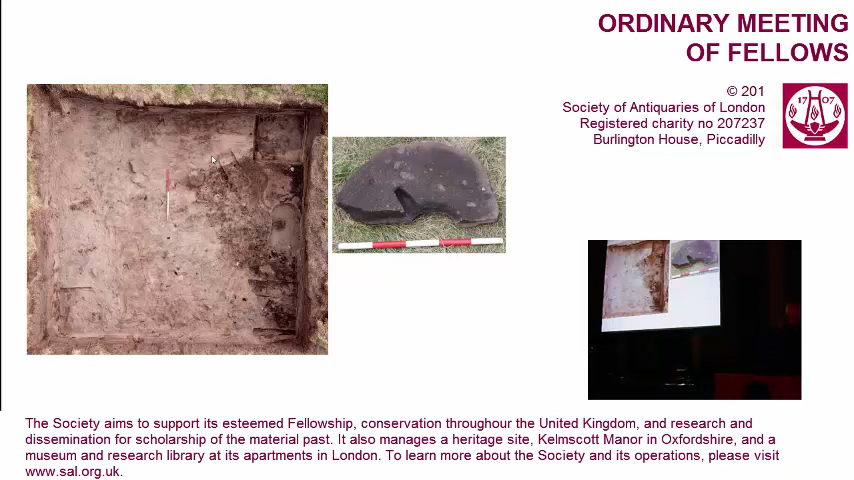 ORDINARY MEETING
OF FELLOWS
© 201
Society of Antiquaries of London
Registered charity no 207237
Burlington House, Piccadilly
17 07
The Society aims to support its esteemed Fellowship, conservation throughour the United Kingdom, and research and
dissemination for scholarship of the material past. It also manages a heritage site, Kelmscott Manor in Oxfordshire, and a
museum and research library at its apartments in London. To learn more about the Society and its operations, please visit
www.sal.org.uk.